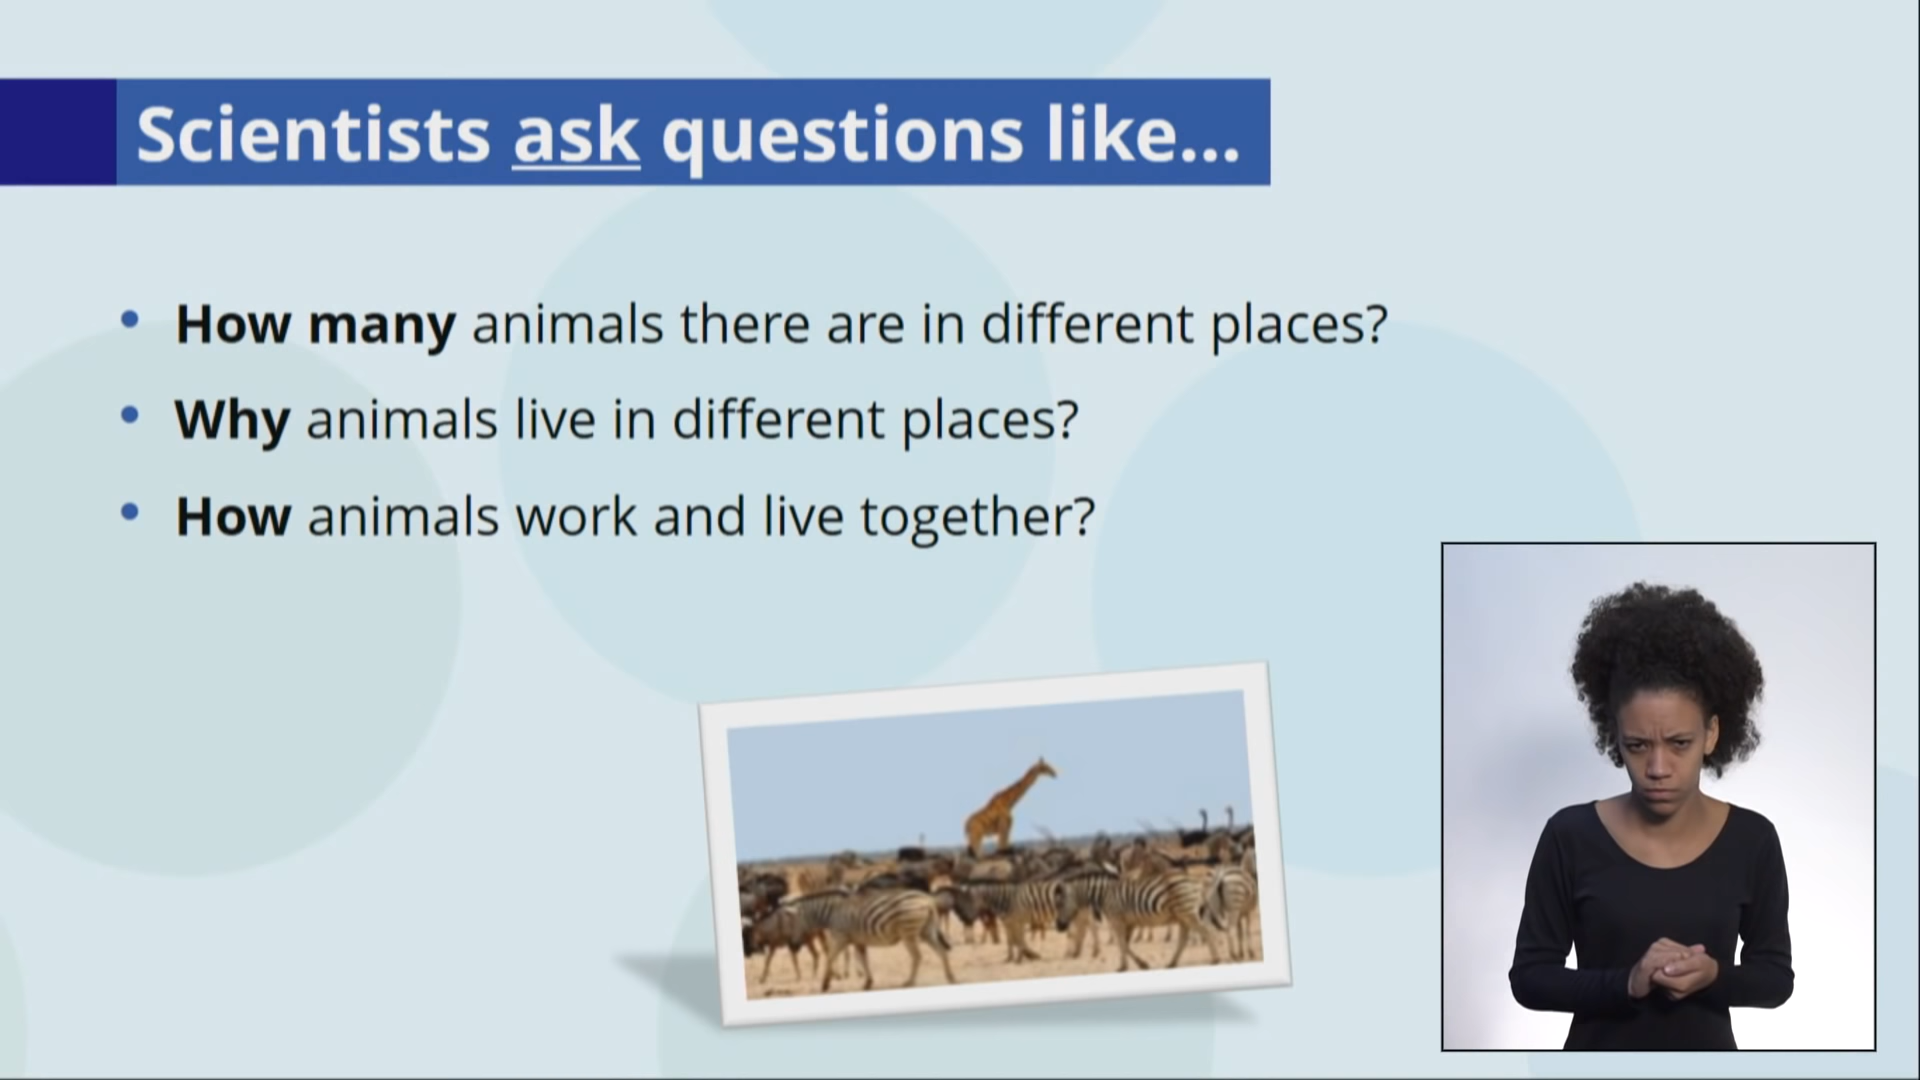 Scientists ask questions like...
• How many animals there are in different places?
• Why animals live in different places?
• How animals work and live together?